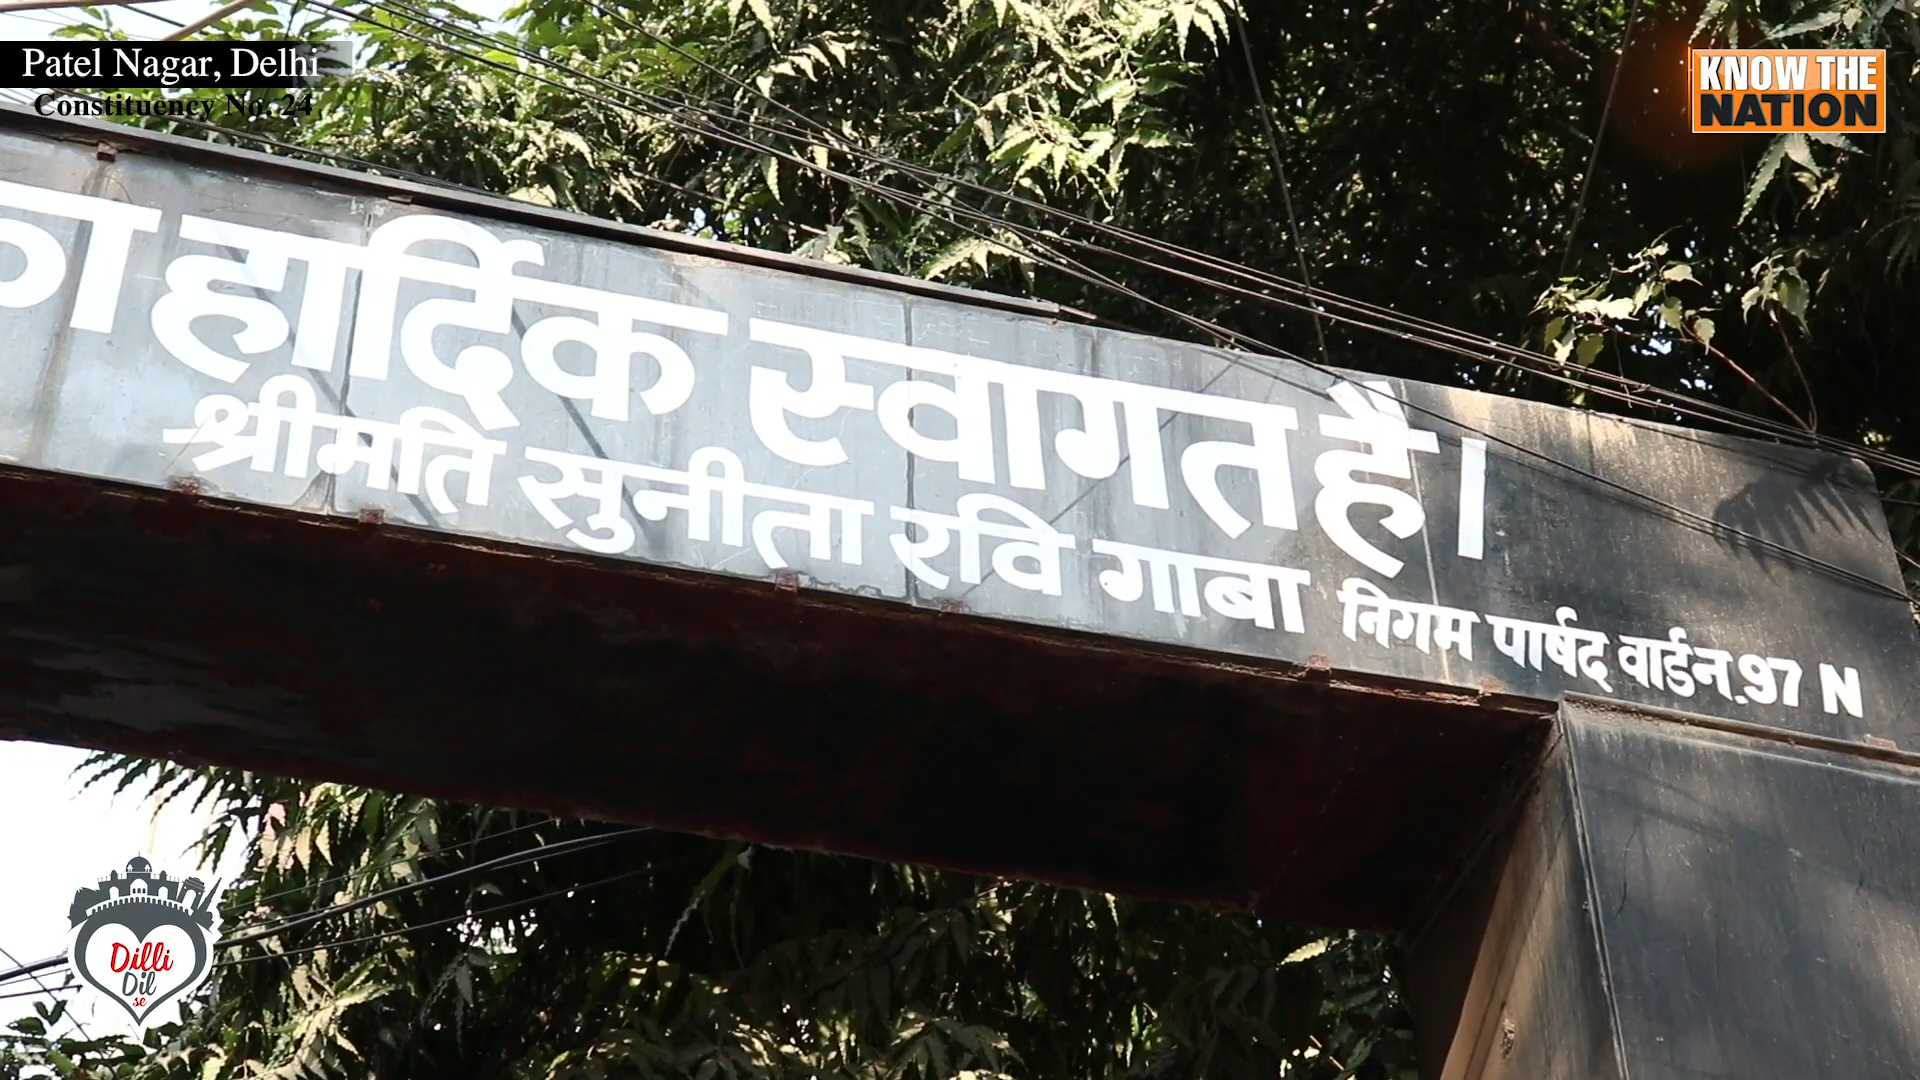 Patel Nagar, Delhi
Constituency No. 24
KNOW THE
NATION
का हार्दिक स्वागत है।
श्रीमति सुनीता रवि गाबा निगम पार्षद वार्ड न. 97 N
Dilli
Dil
se